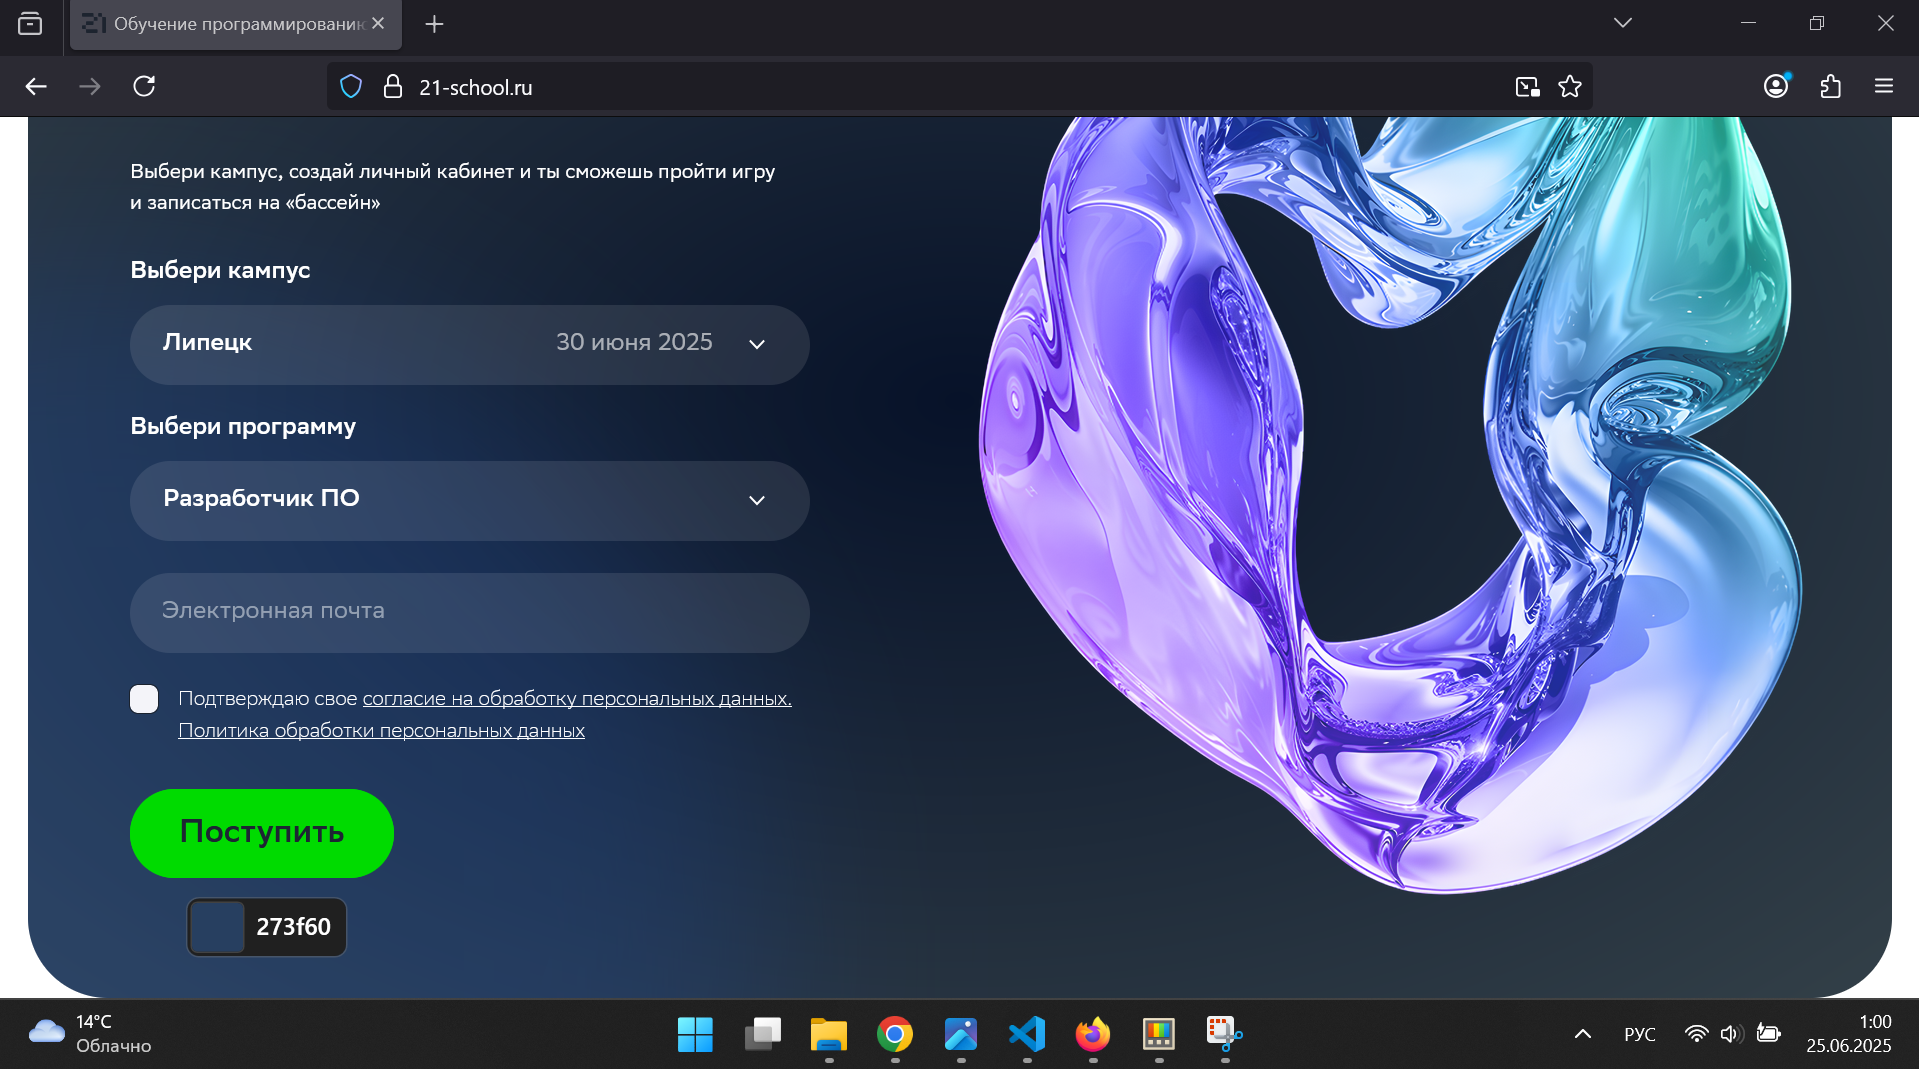 Обучение программировани
21-school.ru
Выбери кампус, создай личный кабинет и ты сможешь пройти игру
и записаться на «бассейн»
Выбери кампус
Липецк 30 июня 2025
Выбери программу
Разработчик ПО
Электронная почта
Подтверждаю свое согласие на обработку персональных данных.
Политика обработки персональных данных
Поступить
273f60
14°C
Облачно
РУС
1:00
25.06.2025